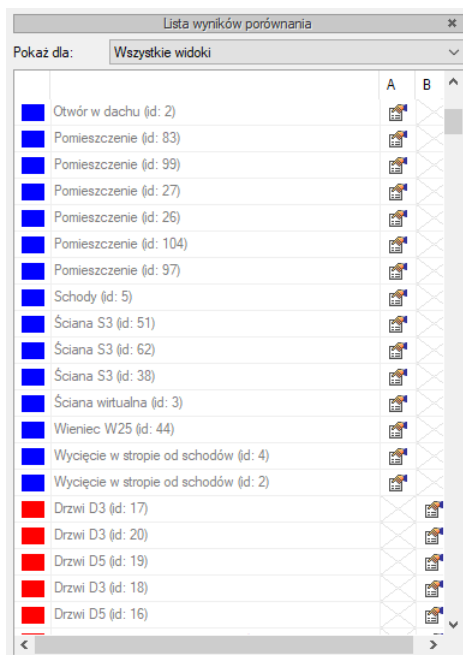 Lista wyników porównania
Pokaż dla: Wszystkie widoki
A B
Otwór w dachu (id: 2)
Pomieszczenie (id: 83)
Pomieszczenie (id: 99)
Pomieszczenie (id: 27)
Pomieszczenie (id: 26)
Pomieszczenie (id: 104)
Pomieszczenie (id: 97)
Schody (id: 5)
Ściana S3 (id: 51)
Ściana S3 (id: 62)
Ściana S3 (id: 38)
Ściana wirtualna (id: 3)
Wieniec W25 (id: 44)
Wycięcie w stropie od schodów (id: 4)
Wycięcie w stropie od schodów (id: 2)
Drzwi D3 (id: 17)
Drzwi D3 (id: 20)
Drzwi D5 (id: 19)
Drzwi D3 (id: 18)
Drzwi D5 (id: 16)